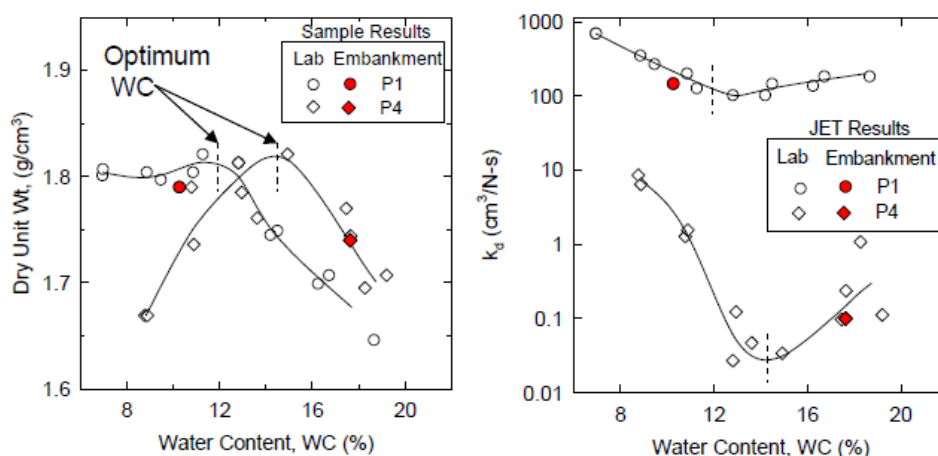 Sample Results
Lab Embankment
P1
P4
Optimum
WC
1.9
1.8
1.7
1.6
Dry Unit Wt, (g/cm³)
8 12 16 20
Water Content, WC (%)
1000
100
10
1
0.1
0.01
k_d (cm³/N-s)
JET Results
Lab Embankment
P1
P4
8 12 16 20
Water Content, WC (%)